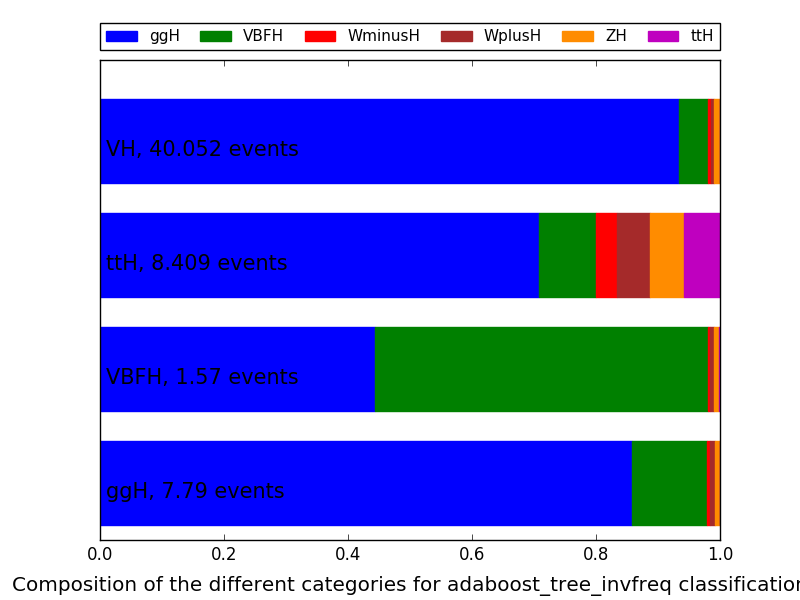 ggH VBFH WminusH WplusH ZH ttH
VH, 40.052 events
ttH, 8.409 events
VBFH, 1.57 events
ggH, 7.79 events
0.0 0.2 0.4 0.6 0.8 1.0
Composition of the different categories for adaboost_tree_invfreq classification